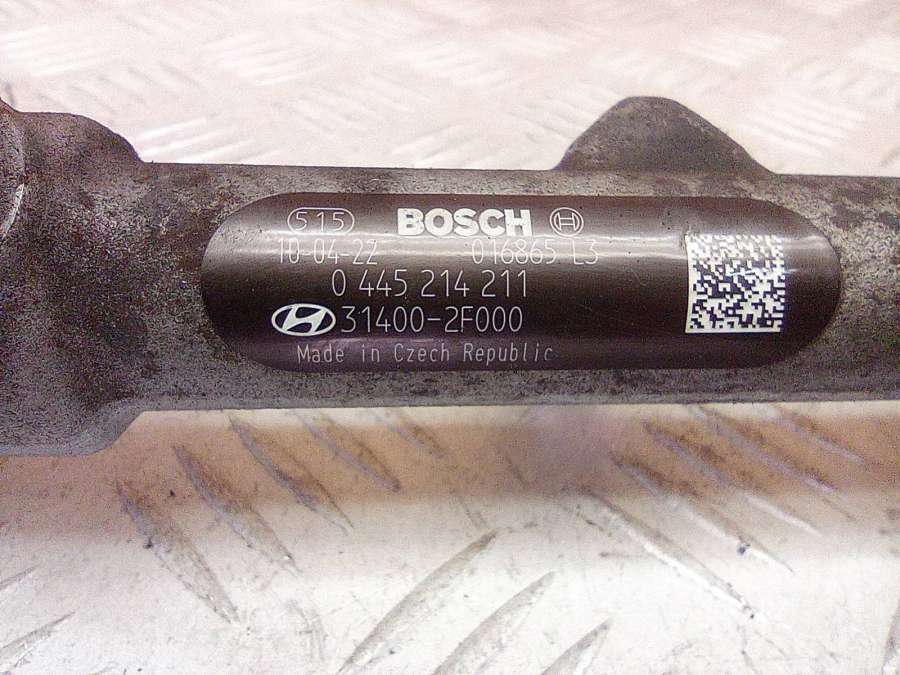 515 BOSCH
10-04-22 016865 L3
0 445 214 211
31400-2F000
Made in Czech Republic